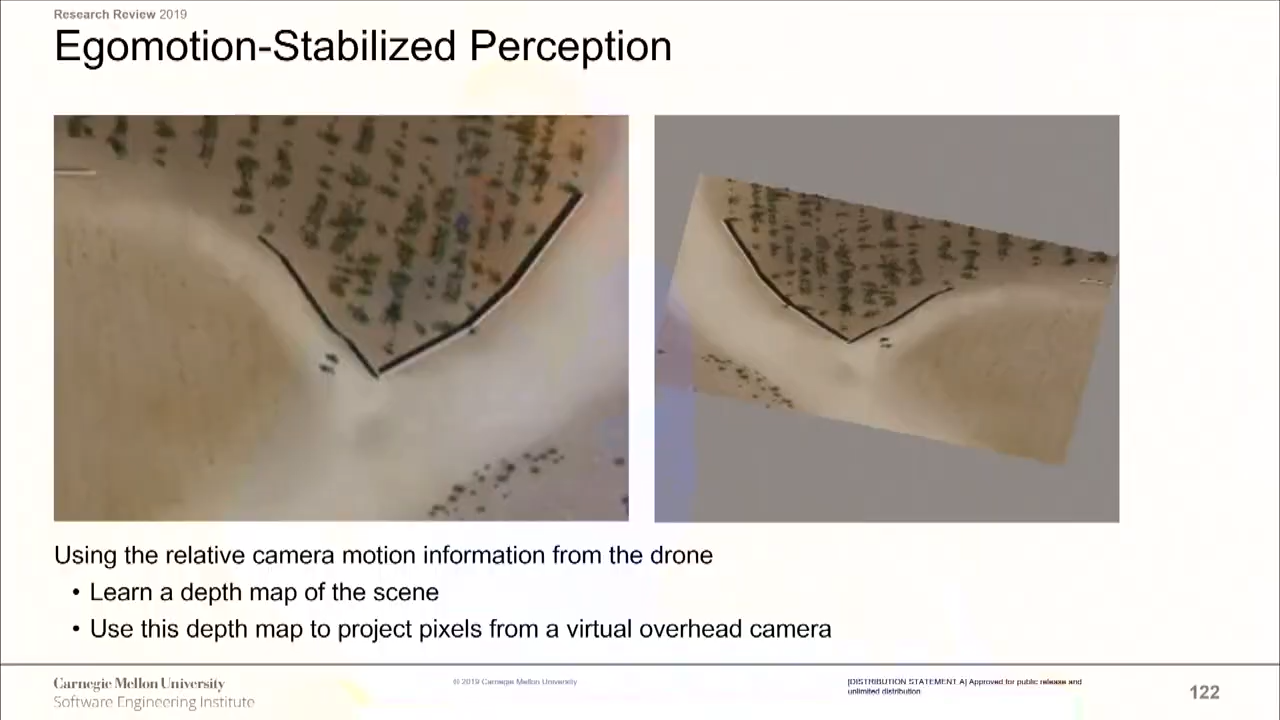 Research Review 2019
Egomotion-Stabilized Perception
Using the relative camera motion information from the drone
• Learn a depth map of the scene
• Use this depth map to project pixels from a virtual overhead camera
Carnegie Mellon University
Software Engineering Institute
© 2019 Carnegie Mellon University
[DISTRIBUTION STATEMENT A] Approved for public release and
unlimited distribution
122